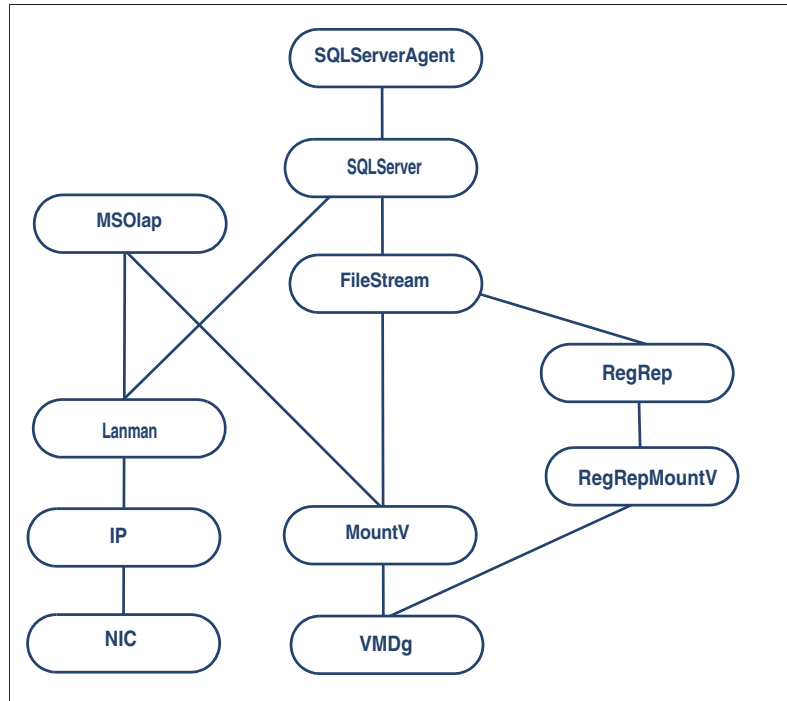 SQLServerAgent
SQLServer
MSOlap
FileStream
RegRep
Lanman
RegRepMountV
IP
MountV
NIC
VMDg